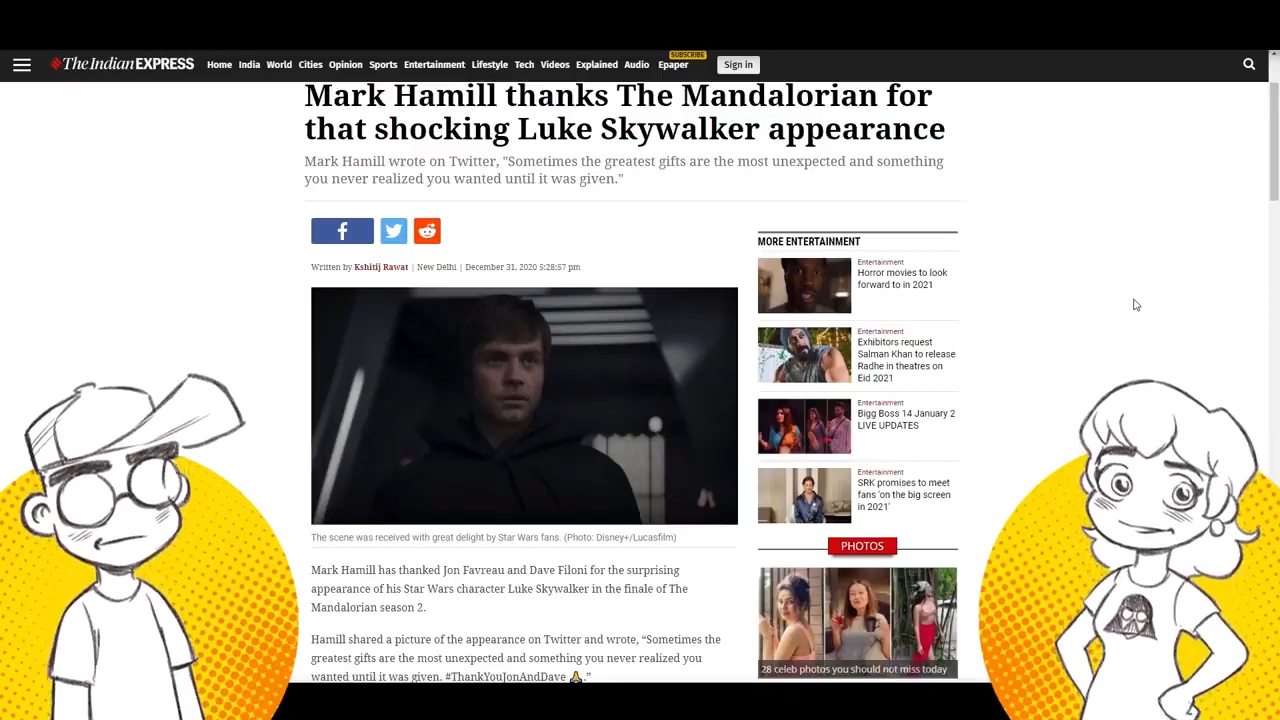 The Indian EXPRESS
Home India World Cities Opinion Sports Entertainment Lifestyle Tech Videos Explained Audio Epaper SUBSCRIBE Sign in
Mark Hamill thanks The Mandalorian for
that shocking Luke Skywalker appearance
Mark Hamill wrote on Twitter, "Sometimes the greatest gifts are the most unexpected and something
you never realized you wanted until it was given."
Written by Kshitij Rawat | New Delhi | December 31, 2020 5:28:57 pm
The scene was received with great delight by Star Wars fans. (Photo: Disney+/Lucasfilm)
Mark Hamill has thanked Jon Favreau and Dave Filoni for the surprising
appearance of his Star Wars character Luke Skywalker in the finale of The
Mandalorian season 2.
Hamill shared a picture of the appearance on Twitter and wrote, “Sometimes the
greatest gifts are the most unexpected and something you never realized you
wanted until it was given. #ThankYouJonAndDave 🙏.”
MORE ENTERTAINMENT
Entertainment
Horror movies to look
forward to in 2021
Entertainment
Exhibitors request
Salman Khan to release
Radhe in theatres on
Eid 2021
Entertainment
Bigg Boss 14 January 2
LIVE UPDATES
Entertainment
SRK promises to meet
fans 'on the big screen
in 2021'
PHOTOS
28 celeb photos you should not miss today